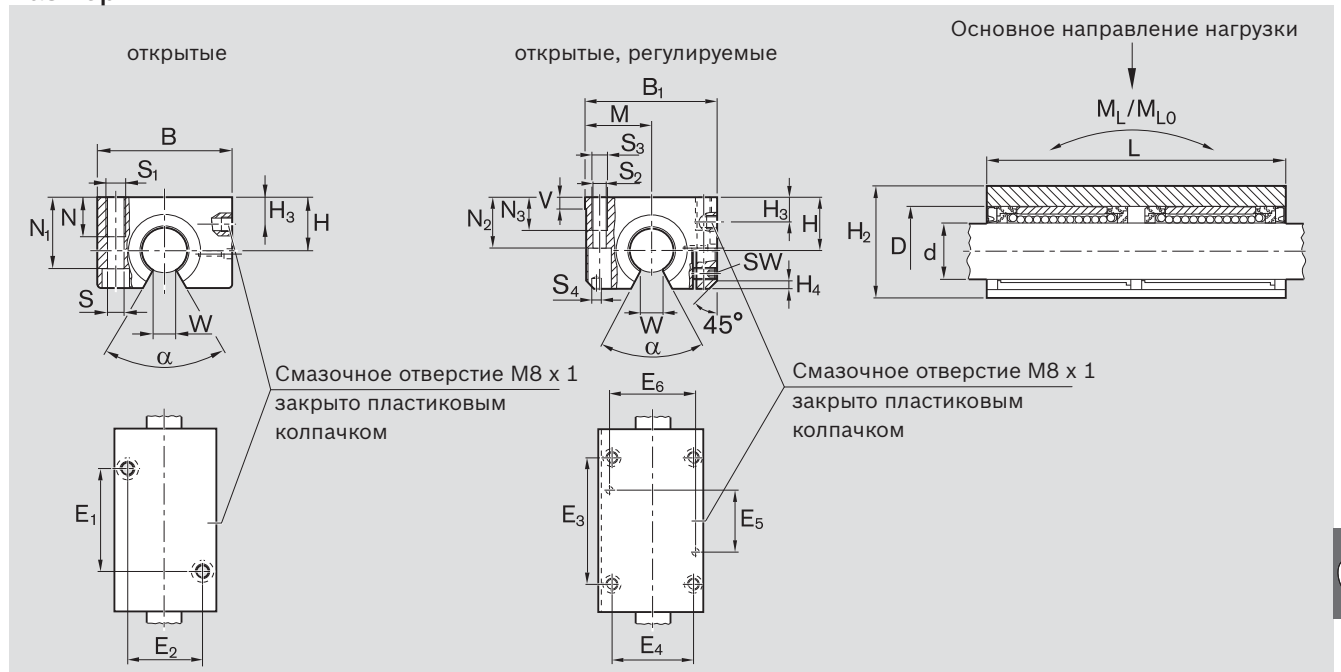 открытые
открытые, регулируемые
Основное направление нагрузки
B
S₁
N
N₁
H₃
H
S
W
α
B₁
M
S₃
S₂
V
N₂
N₃
H₃
H
SW
S₄
H₄
W
45°
α
M_L/M_L0
L
H₂
D
d
Смазочное отверстие M8 x 1
закрыто пластиковым
колпачком
Смазочное отверстие M8 x 1
закрыто пластиковым
колпачком
E₁
E₂
E₆
E₃
E₅
E₄